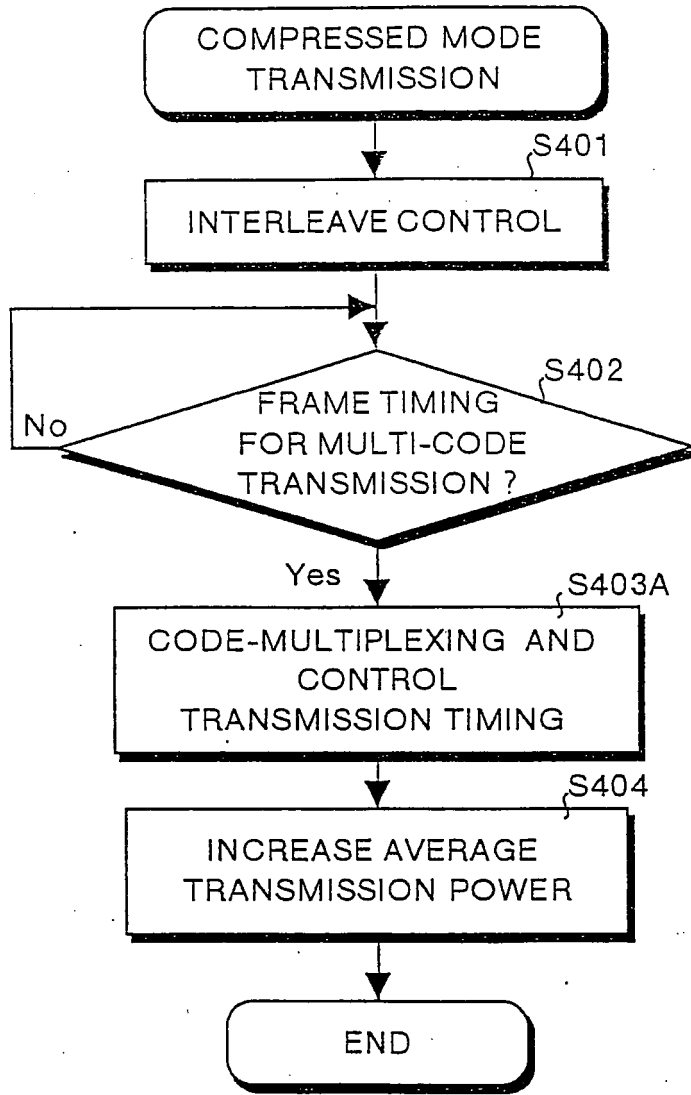 COMPRESSED MODE
TRANSMISSION
S401
INTERLEAVE CONTROL
S402
FRAME TIMING
FOR MULTI-CODE
TRANSMISSION ?
No
Yes
S403A
CODE-MULTIPLEXING AND
CONTROL
TRANSMISSION TIMING
S404
INCREASE AVERAGE
TRANSMISSION POWER
END